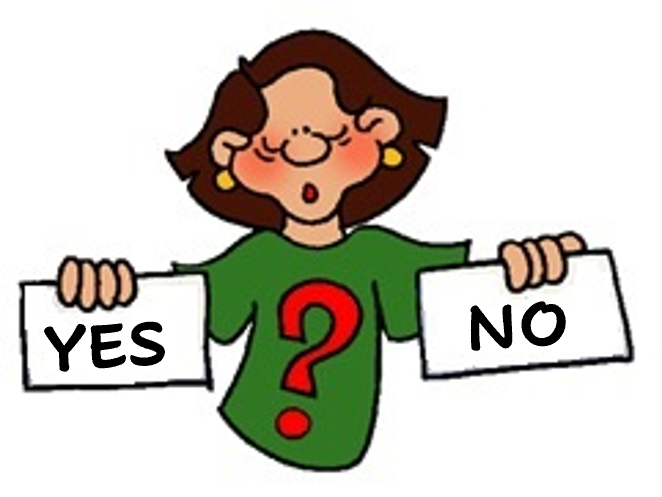 YES
NO
?